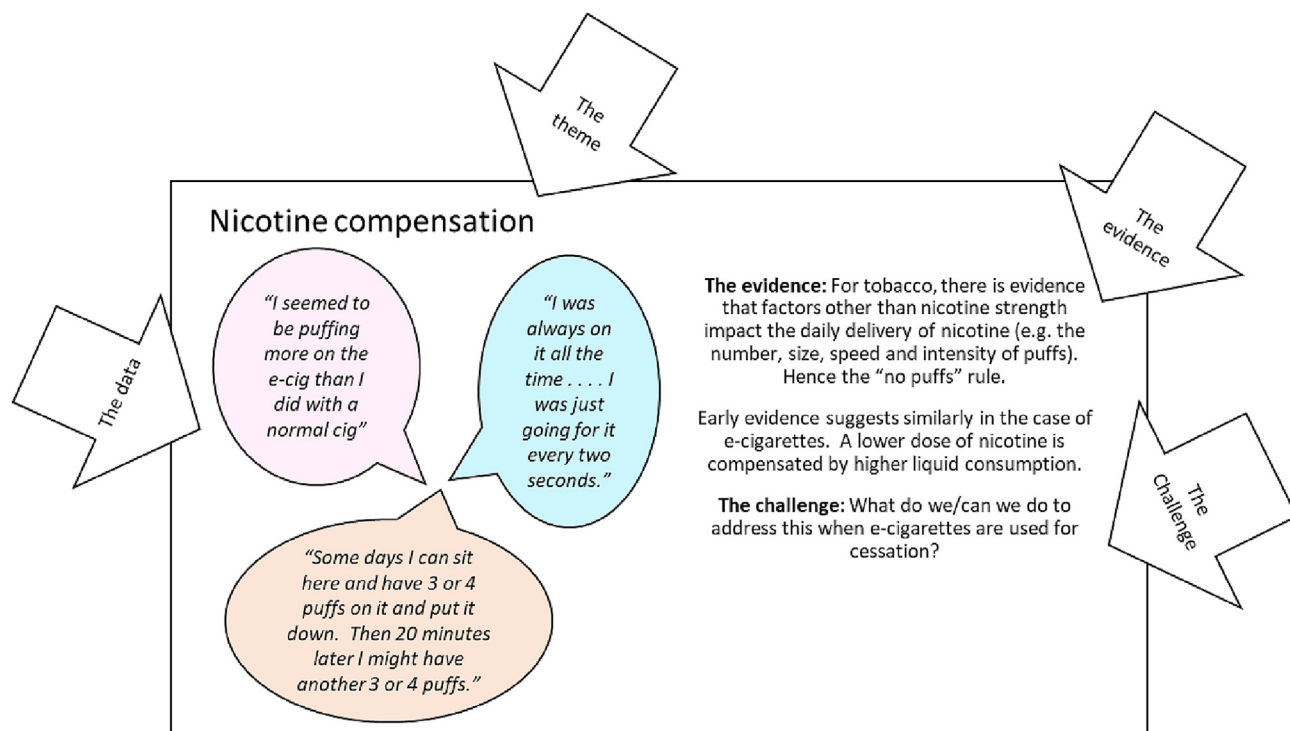 The
theme
The
evidence
Nicotine compensation
The data
“I seemed to
be puffing
more on the
e-cig than I
did with a
normal cig”
“I was
always on
it all the
time . . . . I
was just
going for it
every two
seconds.”
“Some days I can sit
here and have 3 or 4
puffs on it and put it
down.  Then 20 minutes
later I might have
another 3 or 4 puffs.”
The evidence: For tobacco, there is evidence
that factors other than nicotine strength
impact the daily delivery of nicotine (e.g. the
number, size, speed and intensity of puffs).
Hence the “no puffs” rule.
Early evidence suggests similarly in the case of
e-cigarettes.  A lower dose of nicotine is
compensated by higher liquid consumption.
The challenge: What do we/can we do to
address this when e-cigarettes are used for
cessation?
The
Challenge